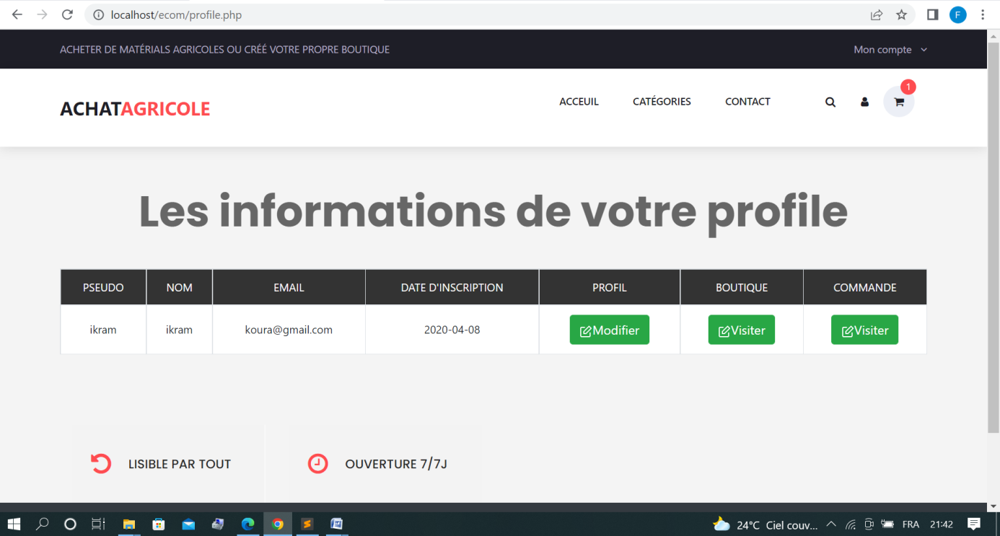 localhost/ecom/profile.php
F
ACHETER DE MATÉRIALS AGRICOLES OU CRÉÉ VOTRE PROPRE BOUTIQUE
Mon compte
ACHATAGRICOLE
ACCEUIL CATÉGORIES CONTACT
1
Les informations de votre profile
PSEUDO NOM EMAIL DATE D'INSCRIPTION PROFIL BOUTIQUE COMMANDE
ikram ikram koura@gmail.com 2020-04-08 Modifier Visiter Visiter
LISIBLE PAR TOUT OUVERTURE 7/7J
24°C Ciel couv... FRA 21:42